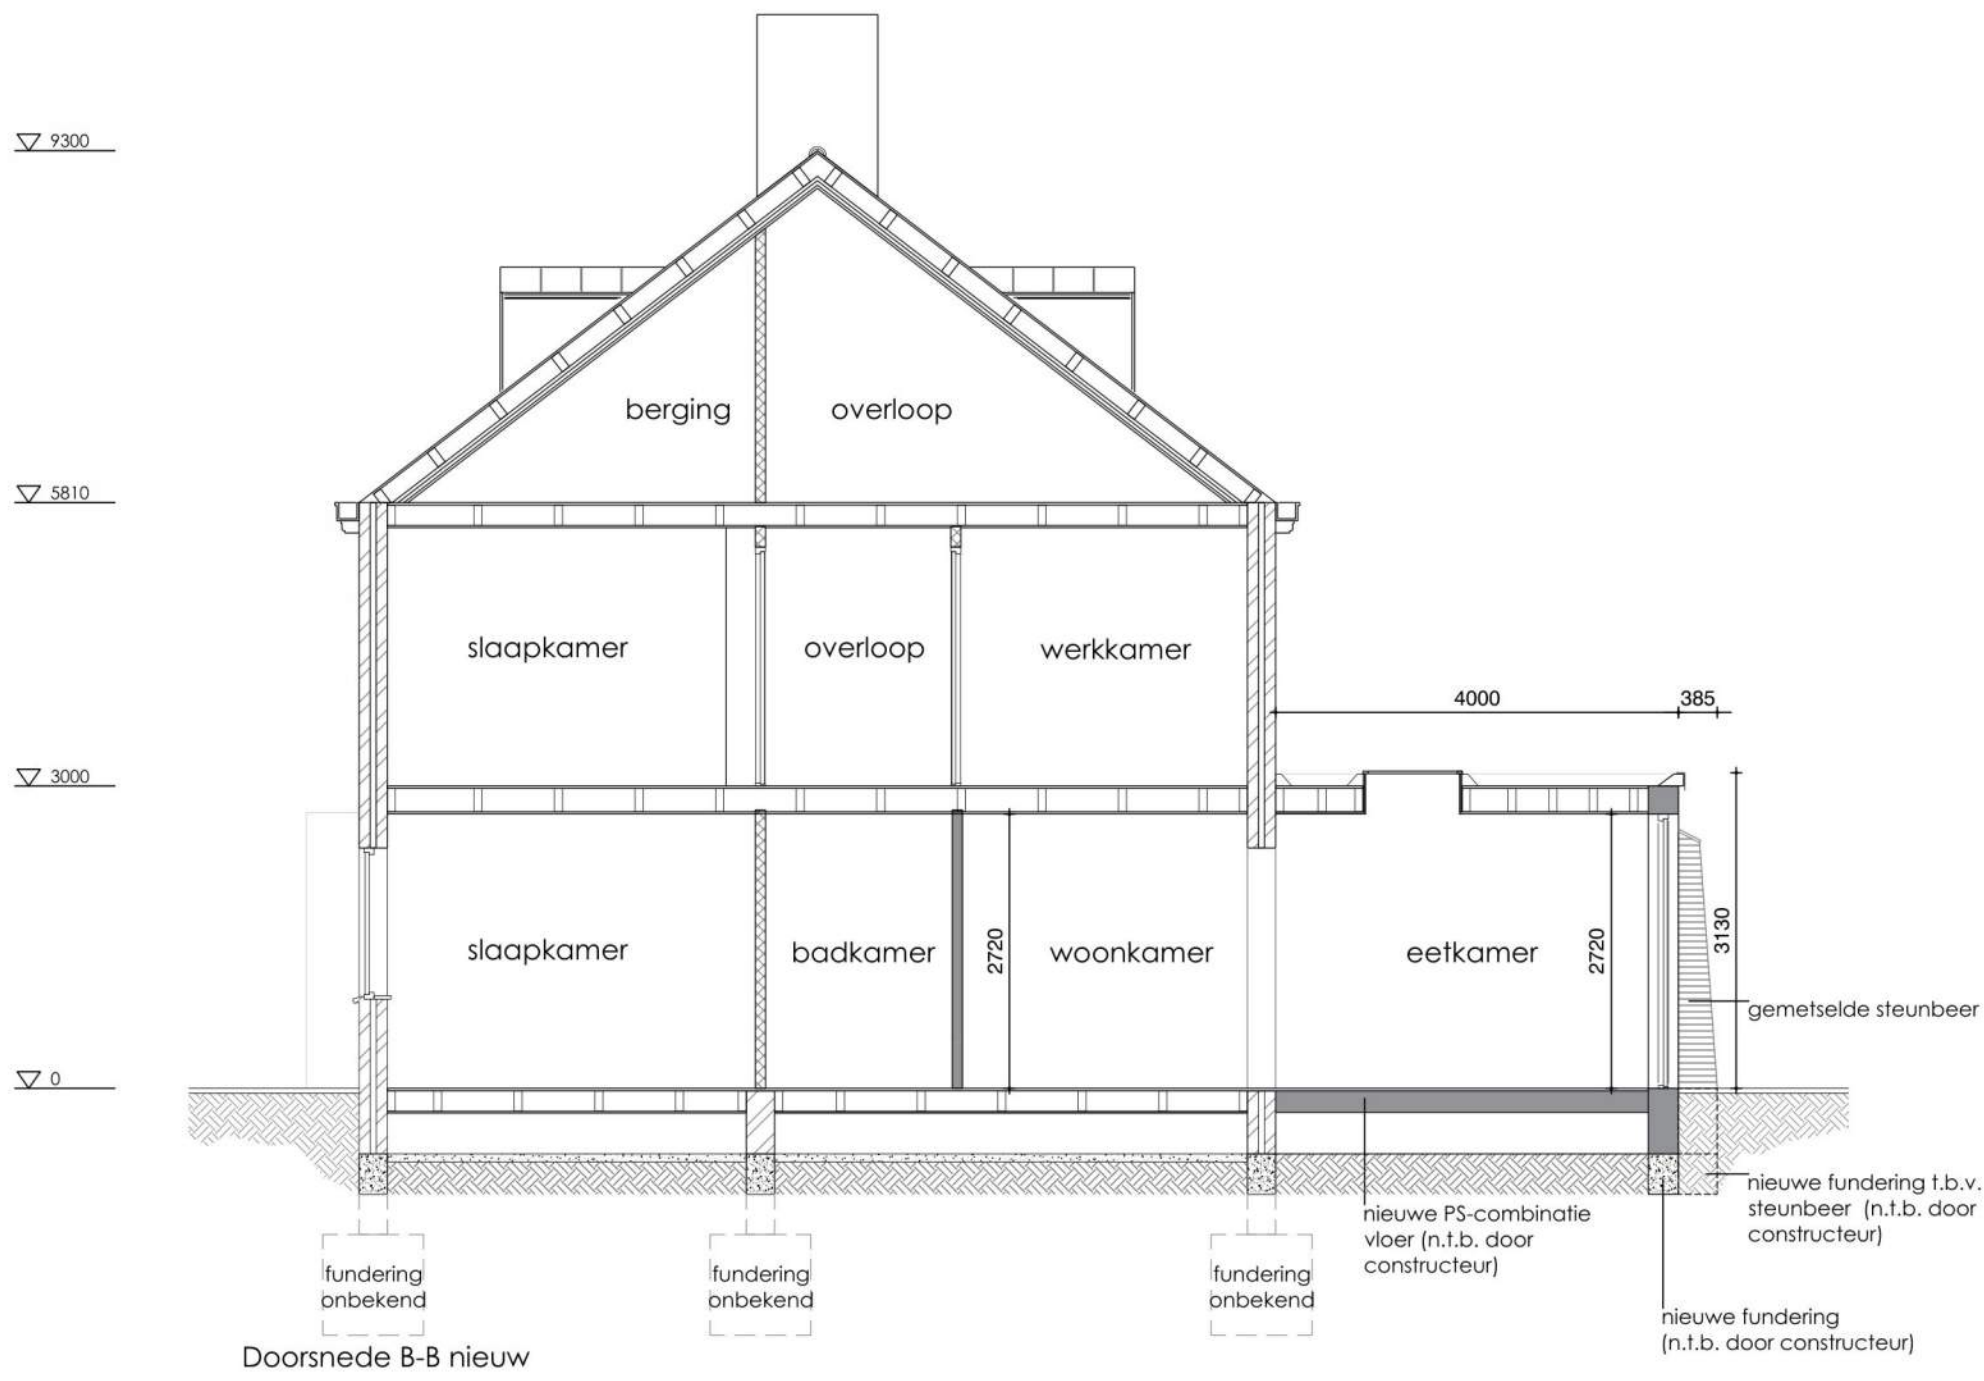 9300
berging
overloop
5810
slaapkamer
overloop
werkkamer
4000
385
3000
slaapkamer
badkamer
2720
woonkamer
eetkamer
2720
3130
gemetselde steunbeer
0
nieuwe fundering t.b.v.
steunbeer (n.t.b. door
constructeur)
nieuwe PS-combinatie
vloer (n.t.b. door
constructeur)
fundering
onbekend
fundering
onbekend
fundering
onbekend
nieuwe fundering
(n.t.b. door constructeur)
Doorsnede B-B nieuw